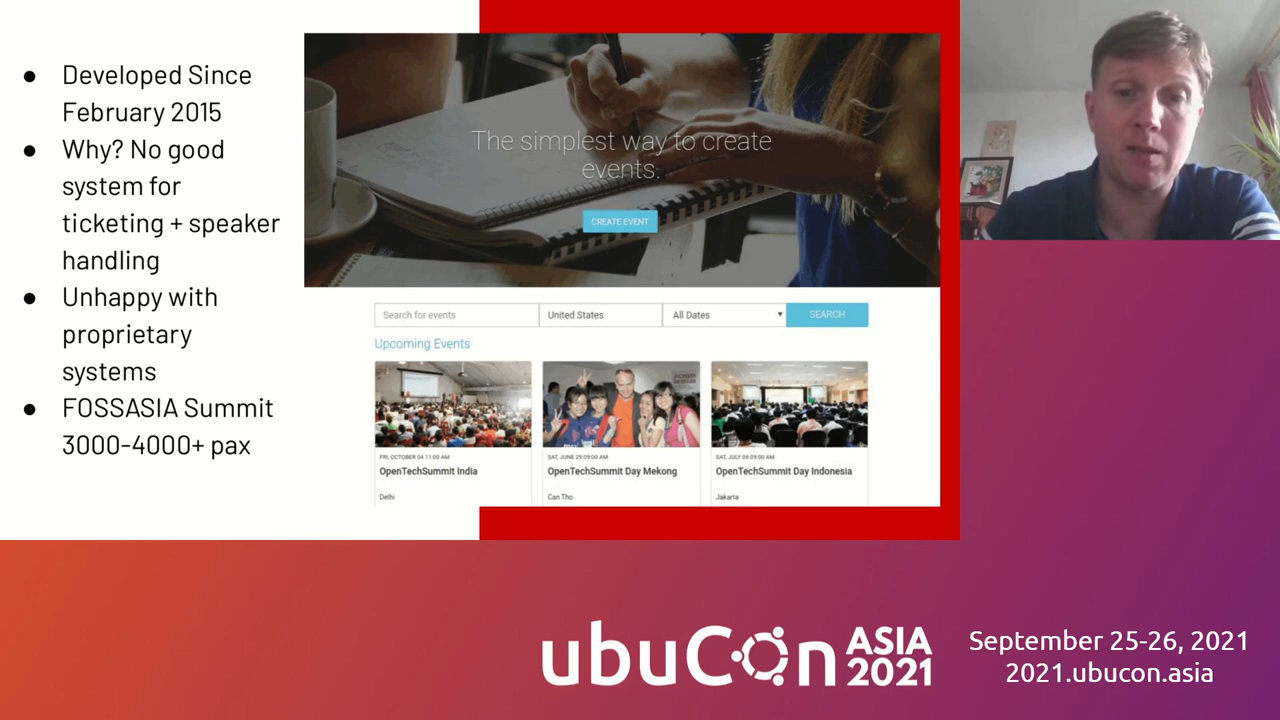 ● Developed Since
February 2015
● Why? No good
system for
ticketing + speaker
handling
● Unhappy with
proprietary
systems
● FOSSASIA Summit
3000-4000+ pax
The simplest way to create
events.
CREATE EVENT
Search for events
United States
All Dates
SEARCH
Upcoming Events
FRI, OCTOBER 04 11:00 AM
OpenTechSummit India
Delhi
SAT, JUNE 29 09:00 AM
OpenTechSummit Day Mekong
Can Tho
SAT, JULY 06 09:00 AM
OpenTechSummit Day Indonesia
Jakarta
ubuCon ASIA
2021
September 25-26, 2021
2021.ubucon.asia